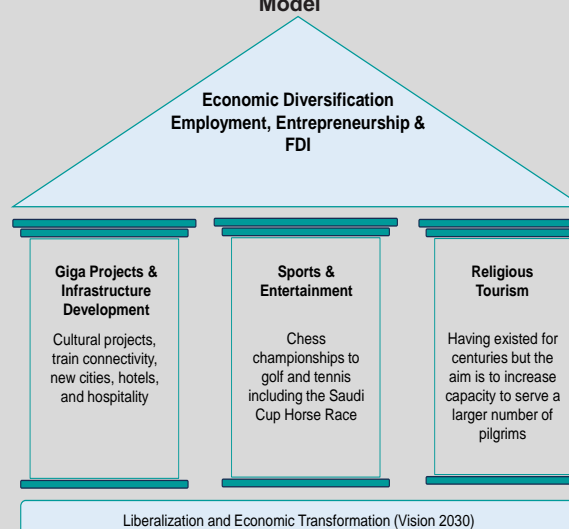 Model
Economic Diversification
Employment, Entrepreneurship &
FDI
Giga Projects &
Infrastructure
Development
Cultural projects,
train connectivity,
new cities, hotels,
and hospitality
Sports &
Entertainment
Chess
championships to
golf and tennis
including the Saudi
Cup Horse Race
Religious
Tourism
Having existed for
centuries but the
aim is to increase
capacity to serve a
larger number of
pilgrims
Liberalization and Economic Transformation (Vision 2030)